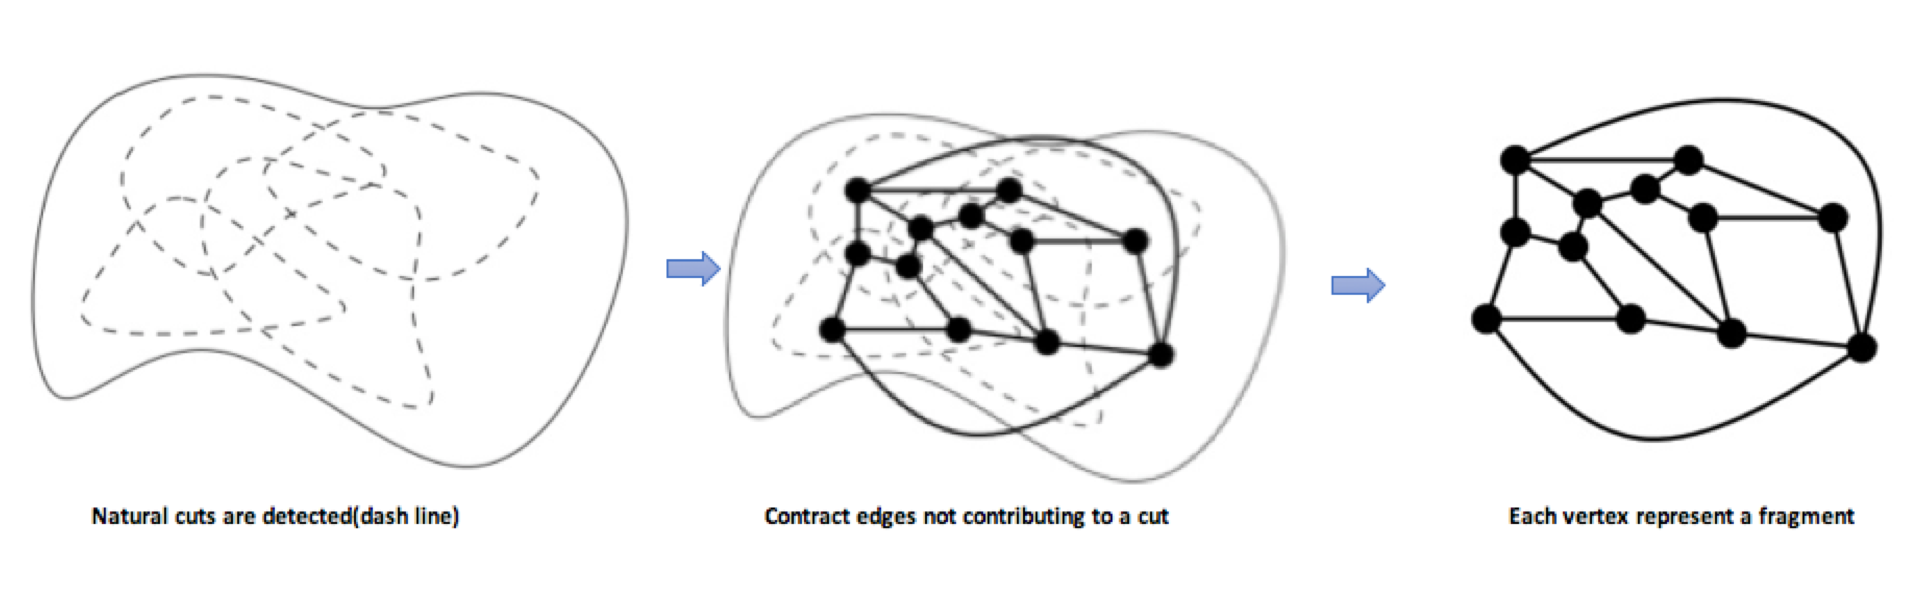 Natural cuts are detected(dash line)
Contract edges not contributing to a cut
Each vertex represent a fragment